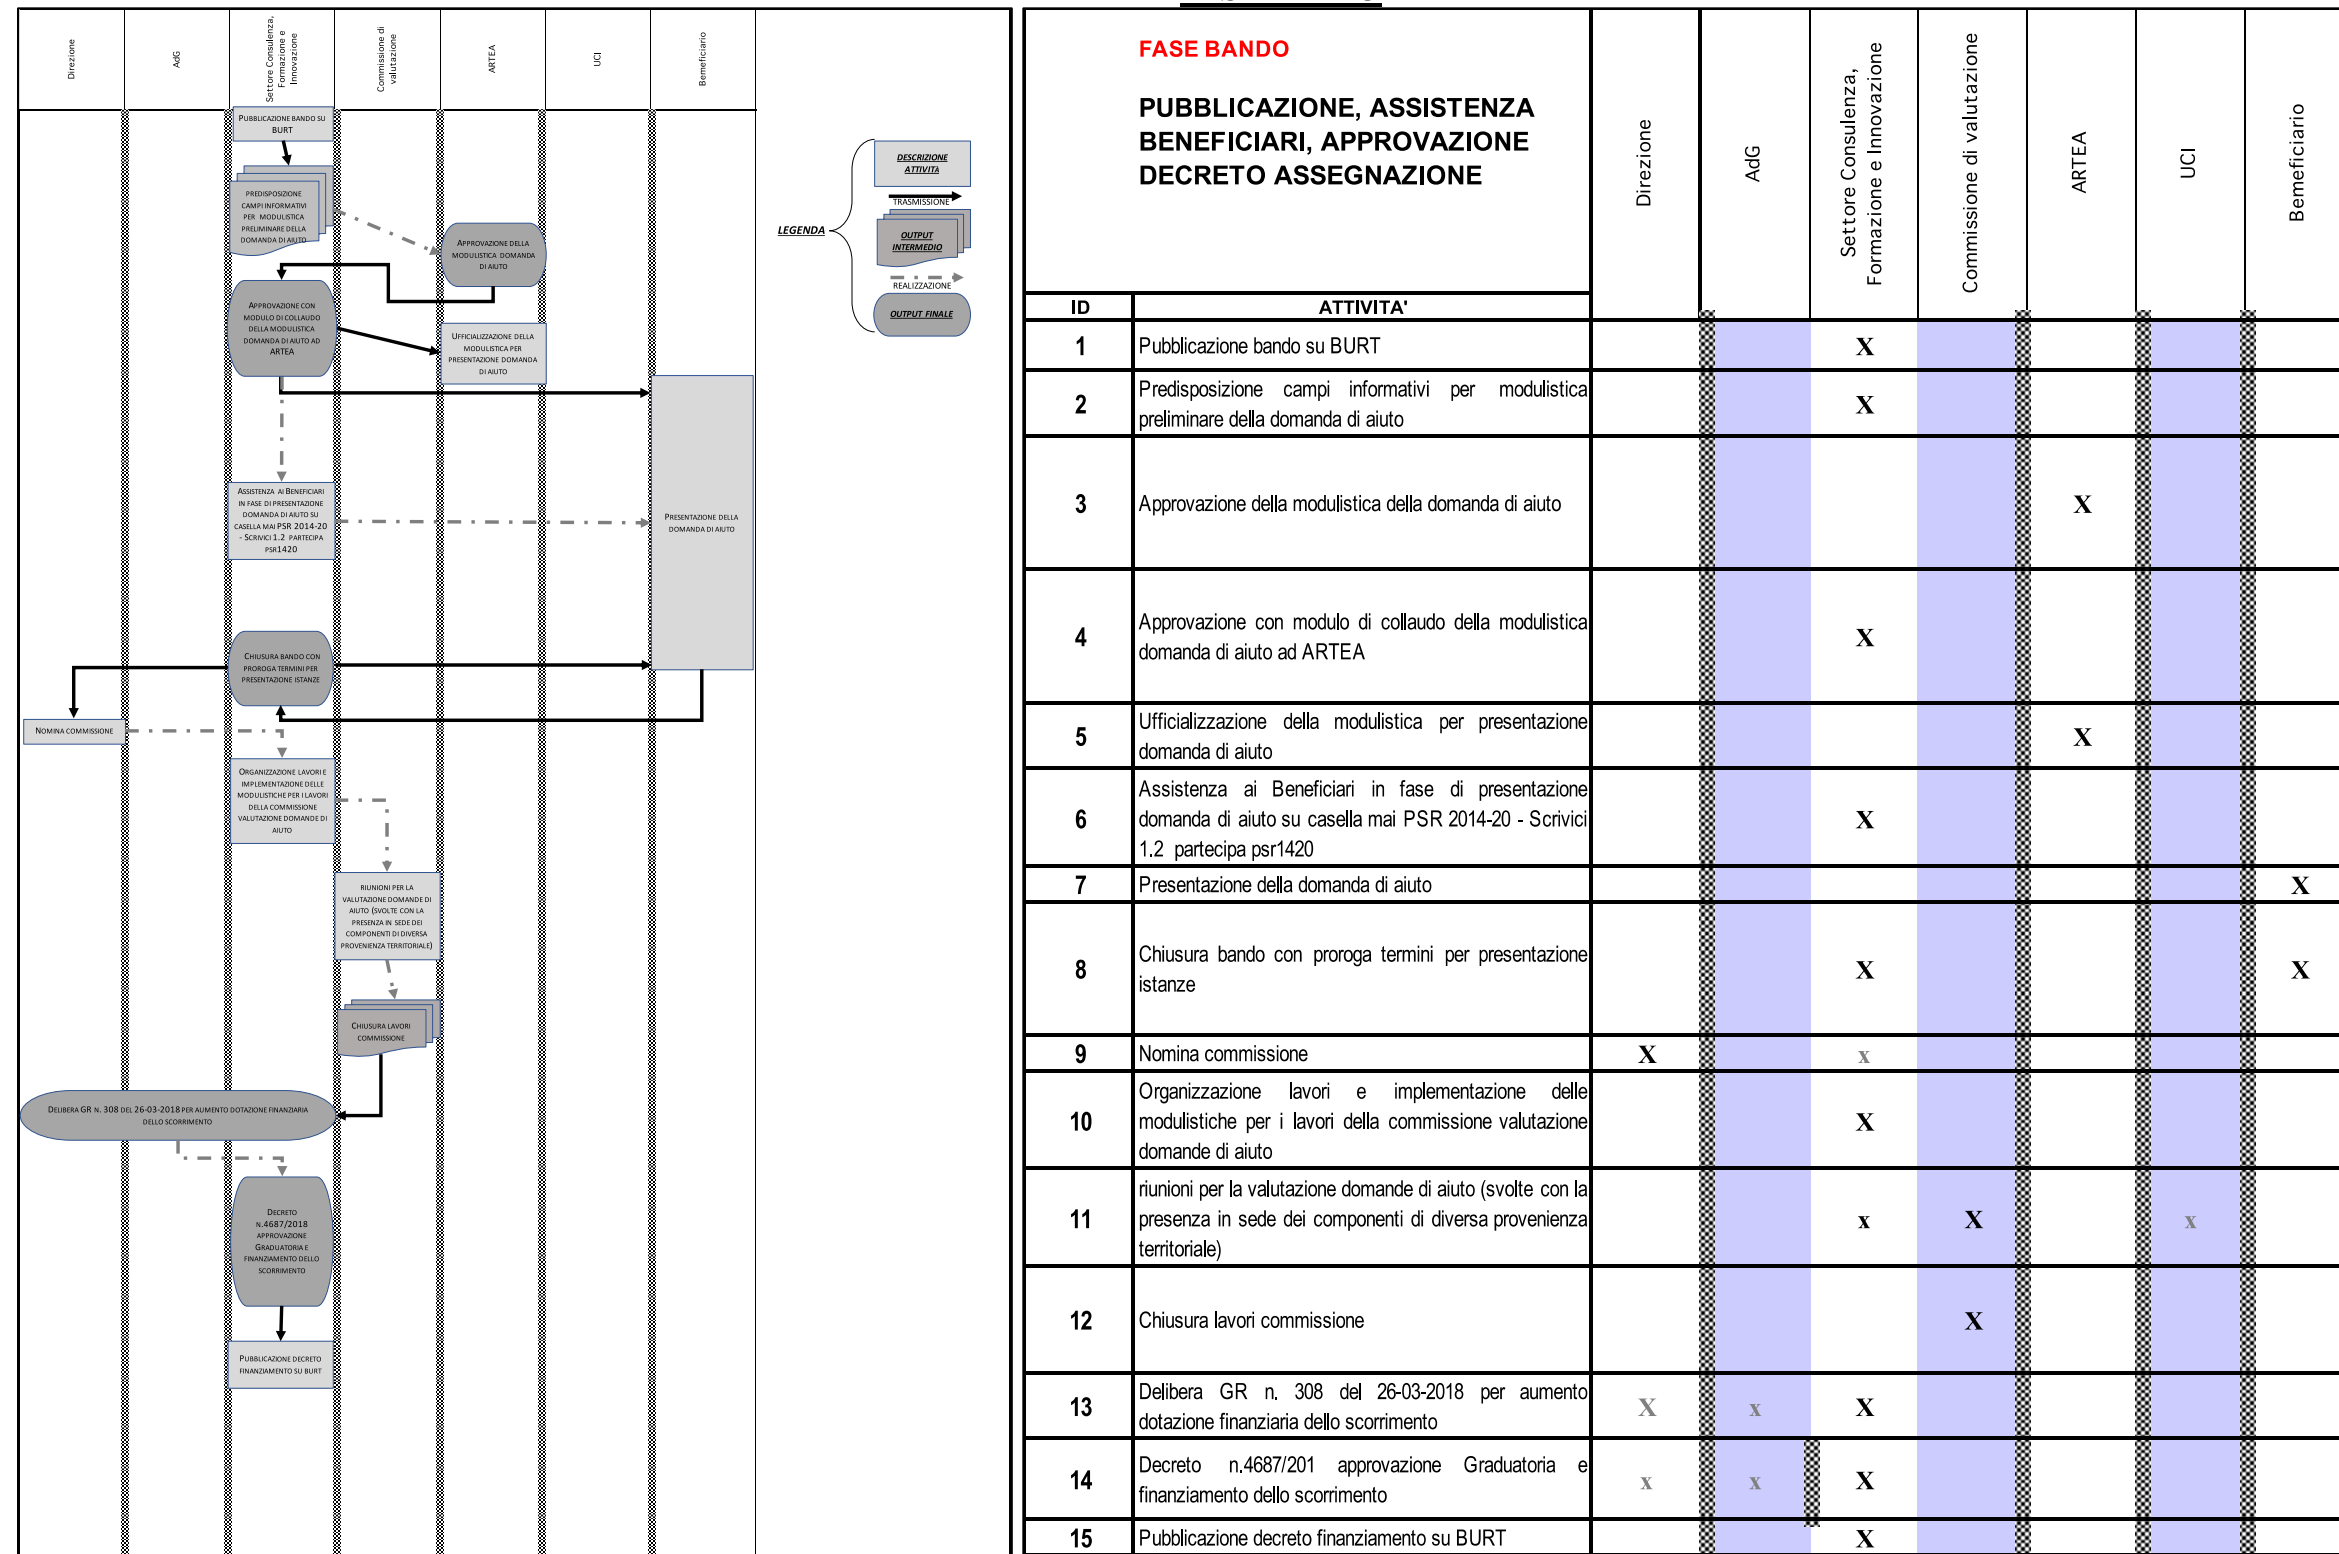 Direzione
AdG
Settore Consulenza,
Formazione e
Innovazione
Commissione di
valutazione
ARTEA
UCI
Bemeficiario
PUBBLICAZIONE BANDO SU
BURT
PREDISPOSIZIONE
CAMPI INFORMATIVI
PER MODULISTICA
PRELIMINARE DELLA
DOMANDA DI AIUTO
APPROVAZIONE DELLA
MODULISTICA DOMANDA
DI AIUTO
APPROVAZIONE CON
MODULO DI COLLAUDO
DELLA MODULISTICA
DOMANDA DI AIUTO AD
ARTEA
UFFICIALIZZAZIONE DELLA
MODULISTICA PER
PRESENTAZIONE DOMANDA
DI AIUTO
ASSISTENZA AI BENEFICIARI
IN FASE DI PRESENTAZIONE
DOMANDA DI AIUTO SU
CASELLA MAI PSR 2014-20
- SCRIVICI 1.2 PARTECIPA
PSR1420
PRESENTAZIONE DELLA
DOMANDA DI AIUTO
CHIUSURA BANDO CON
PROROGA TERMINI PER
PRESENTAZIONE ISTANZE
NOMINA COMMISSIONE
ORGANIZZAZIONE LAVORI E
IMPLEMENTAZIONE DELLE
MODULISTICHE PER I LAVORI
DELLA COMMISSIONE
VALUTAZIONE DOMANDE DI
AIUTO
RIUNIONI PER LA
VALUTAZIONE DOMANDE DI
AIUTO (SVOLTE CON LA
PRESENZA IN SEDE DEI
COMPONENTI DI DIVERSA
PROVENIENZA TERRITORIALE)
CHIUSURA LAVORI
COMMISSIONE
DELIBERA GR N. 308 DEL 26-03-2018 PER AUMENTO DOTAZIONE FINANZIARIA
DELLO SCORRIMENTO
DECRETO
N.4687/2018
APPROVAZIONE
GRADUATORIA E
FINANZIAMENTO DELLO
SCORRIMENTO
PUBBLICAZIONE DECRETO
FINANZIAMENTO SU BURT
LEGENDA
DESCRIZIONE
ATTIVITÀ
TRASMISSIONE
OUTPUT
INTERMEDIO
REALIZZAZIONE
OUTPUT FINALE
FASE BANDO
PUBBLICAZIONE, ASSISTENZA
BENEFICIARI, APPROVAZIONE
DECRETO ASSEGNAZIONE
Direzione
AdG
Settore Consulenza,
Formazione e Innovazione
Commissione di valutazione
ARTEA
UCI
Bemeficiario
ID ATTIVITA'
1 Pubblicazione bando su BURT X
2 Predisposizione campi informativi per modulistica
preliminare della domanda di aiuto X
3 Approvazione della modulistica della domanda di aiuto X
4 Approvazione con modulo di collaudo della modulistica
domanda di aiuto ad ARTEA X
5 Ufficializzazione della modulistica per presentazione
domanda di aiuto X
6 Assistenza ai Beneficiari in fase di presentazione
domanda di aiuto su casella mai PSR 2014-20 - Scrivici
1.2 partecipa psr1420 X
7 Presentazione della domanda di aiuto X
8 Chiusura bando con proroga termini per presentazione
istanze X X
9 Nomina commissione X x
10 Organizzazione lavori e implementazione delle
modulistiche per i lavori della commissione valutazione
domande di aiuto X
11 riunioni per la valutazione domande di aiuto (svolte con la
presenza in sede dei componenti di diversa provenienza
territoriale) x X x
12 Chiusura lavori commissione X
13 Delibera GR n. 308 del 26-03-2018 per aumento
dotazione finanziaria dello scorrimento X x X
14 Decreto n.4687/201 approvazione Graduatoria e
finanziamento dello scorrimento x x X
15 Pubblicazione decreto finanziamento su BURT X